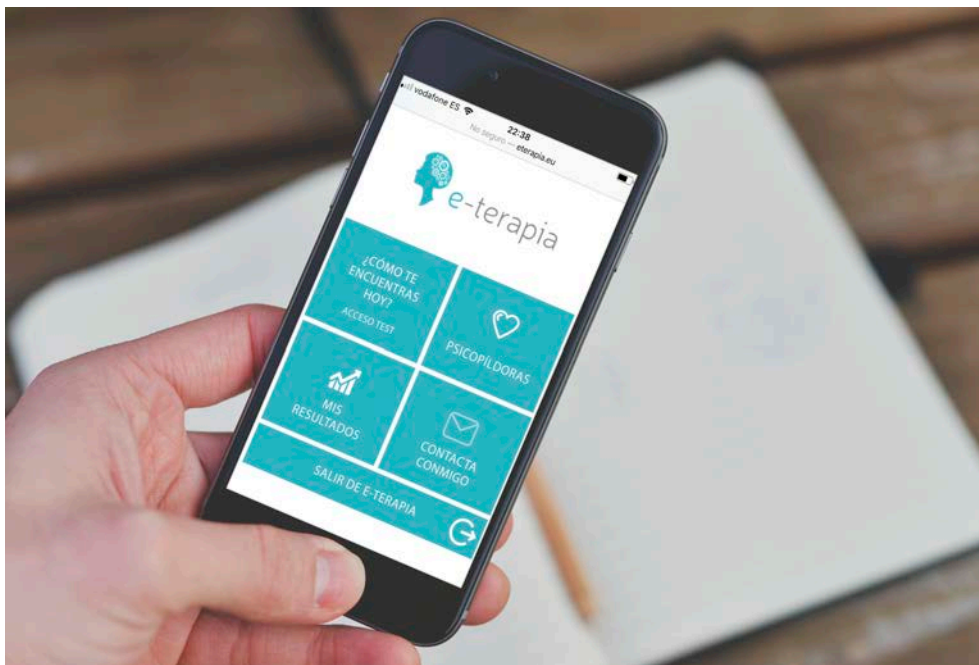 vodafone ES
22:38
No seguro — eterapia.eu
e-terapia
¿CÓMO TE
ENCUENTRAS
HOY?
ACCESO TEST
PSICOPÍLDORAS
MIS
RESULTADOS
CONTACTA
CONMIGO
SALIR DE E-TERAPIA